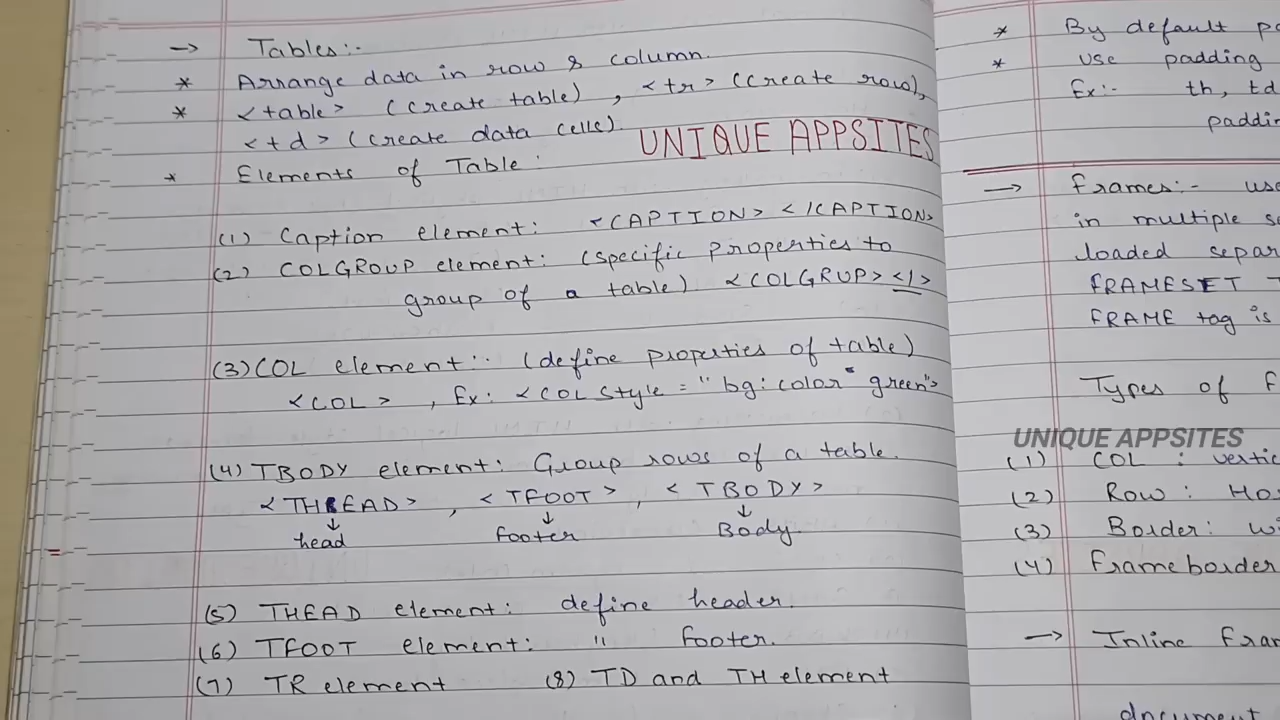 → Tables:-
* Arrange data in row & column.
* <table> (create table), <tr> (create row),
<td> (create data cells).
UNIQUE APPSITES
* Elements of Table:
(1) Caption element: <CAPTION> </CAPTION>
(2) COLGROUP element: (specific properties to
group of a table) <COLGRUP> </>
(3) COL element:. (define properties of table)
<COL> , Ex: <COL style = "bg:color" green">
(4) TBODY element: Group rows of a table.
<THEAD> , <TFOOT> , <TBODY>
↓ ↓ ↓
head footer Body.
(5) THEAD element: define header.
(6) TFOOT element: " footer.
(7) TR element (8) TD and TH element
* By default
* use padding
Ex:- th, td
→ Frames:-
in multiple
loaded
FRAMESET
FRAME tag is
Types of
UNIQUE APPSITES
(1) COL :
(2) Row :
(3) Border:
(4) Frameborder
→ Inline
document